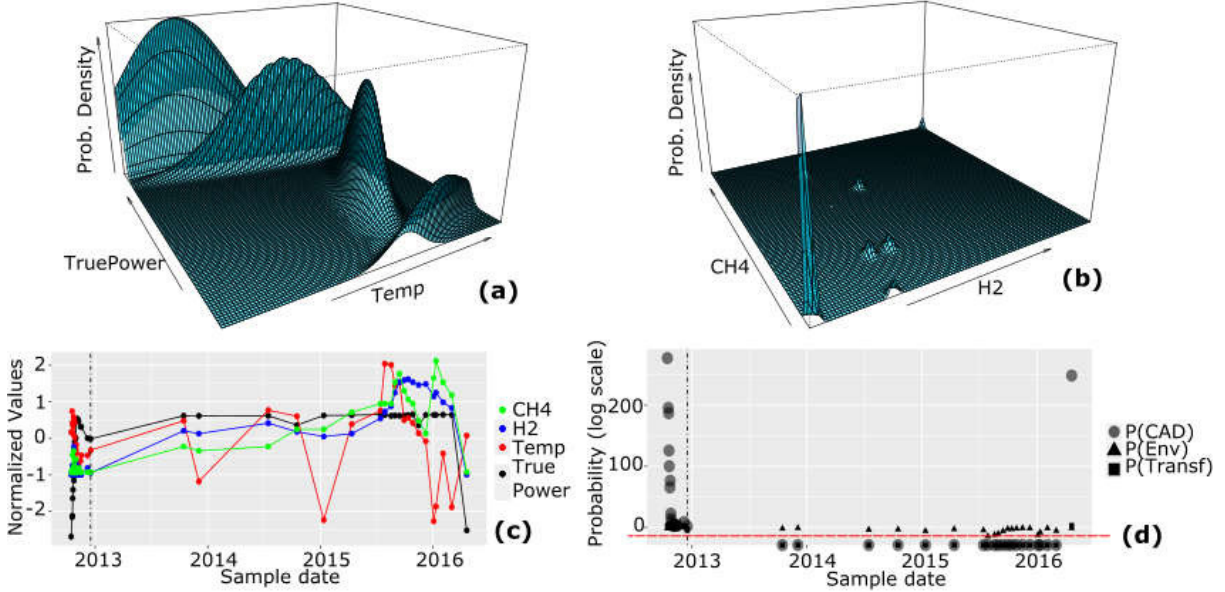 Prob. Density
TruePower
Temp
(a)
Prob. Density
CH4
H2
(b)
Normalized Values
2
1
0
-1
-2
2013
2014
2015
2016
Sample date
CH4
H2
Temp
True
Power
(c)
Probability (log scale)
200
100
0
2013
2014
2015
2016
Sample date
P(CAD)
P(Env)
P(Transf)
(d)